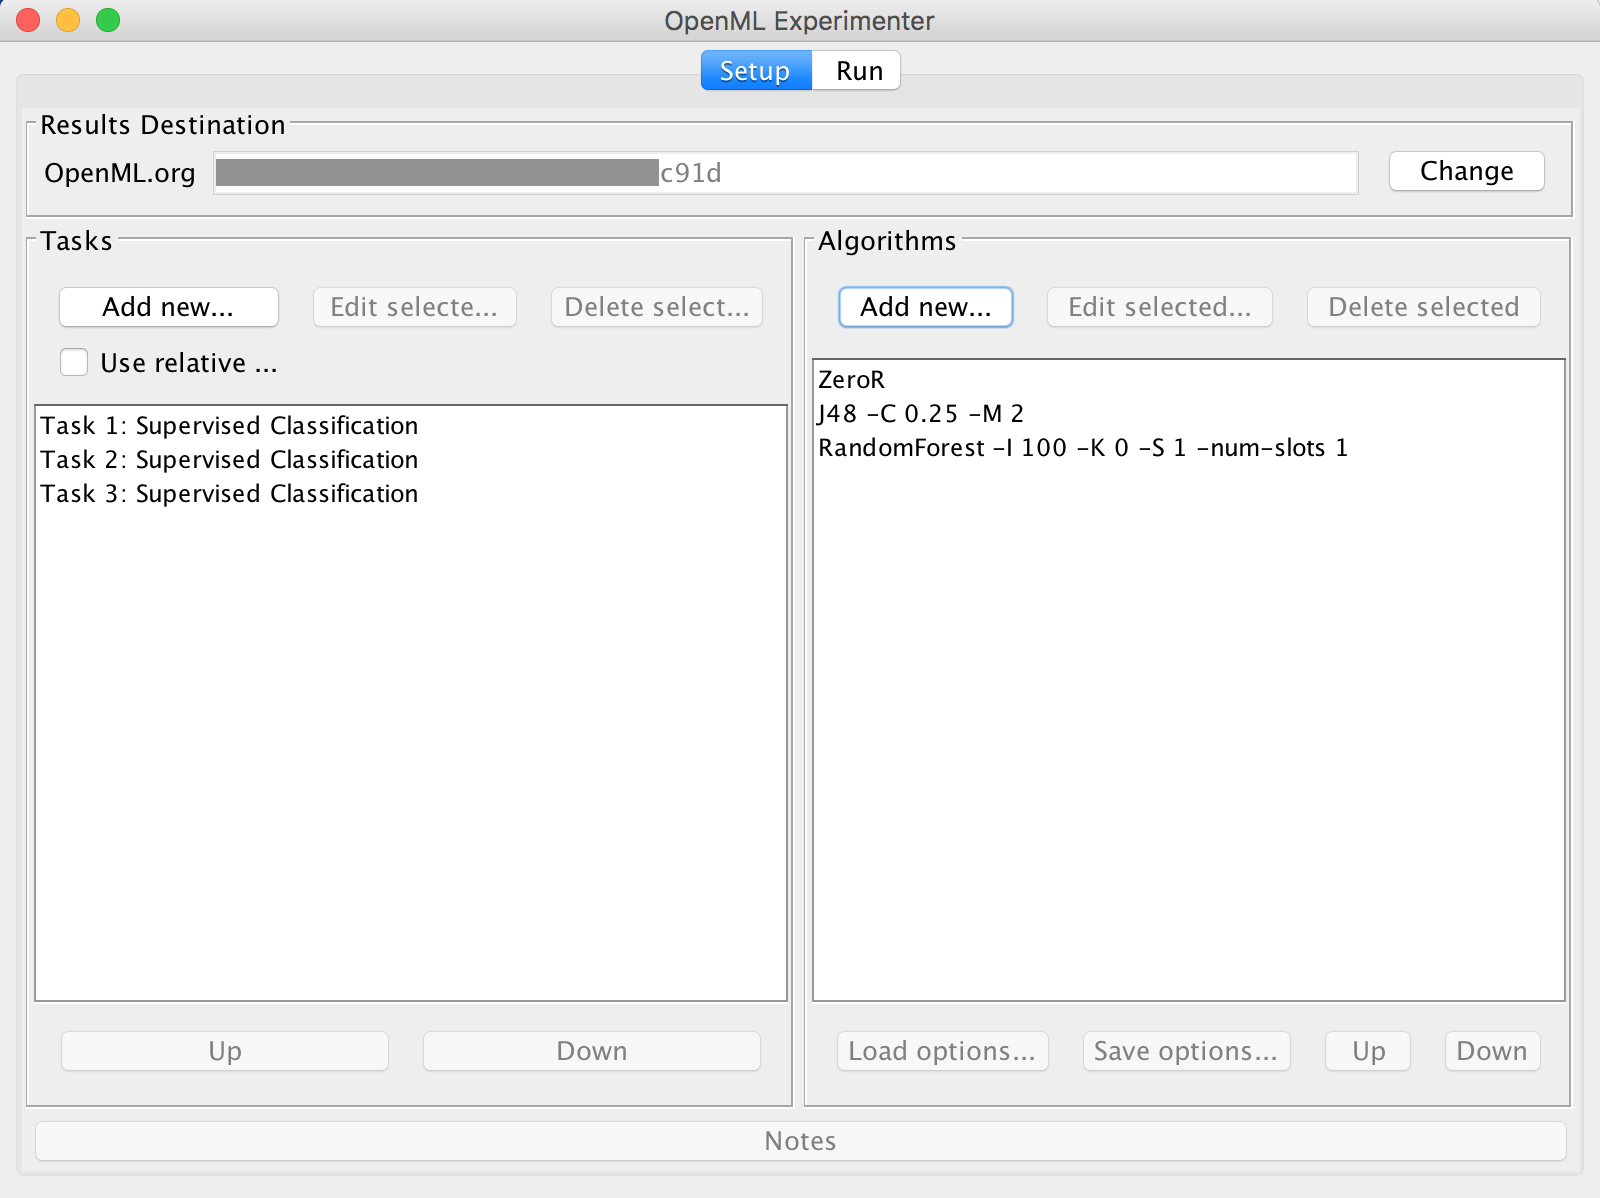 OpenML Experimenter
Setup Run
Results Destination
OpenML.org c91d Change
Tasks
Add new... Edit selecte... Delete select...
Use relative ...
Task 1: Supervised Classification
Task 2: Supervised Classification
Task 3: Supervised Classification
Up Down
Algorithms
Add new... Edit selected... Delete selected
ZeroR
J48 -C 0.25 -M 2
RandomForest -I 100 -K 0 -S 1 -num-slots 1
Load options... Save options... Up Down
Notes